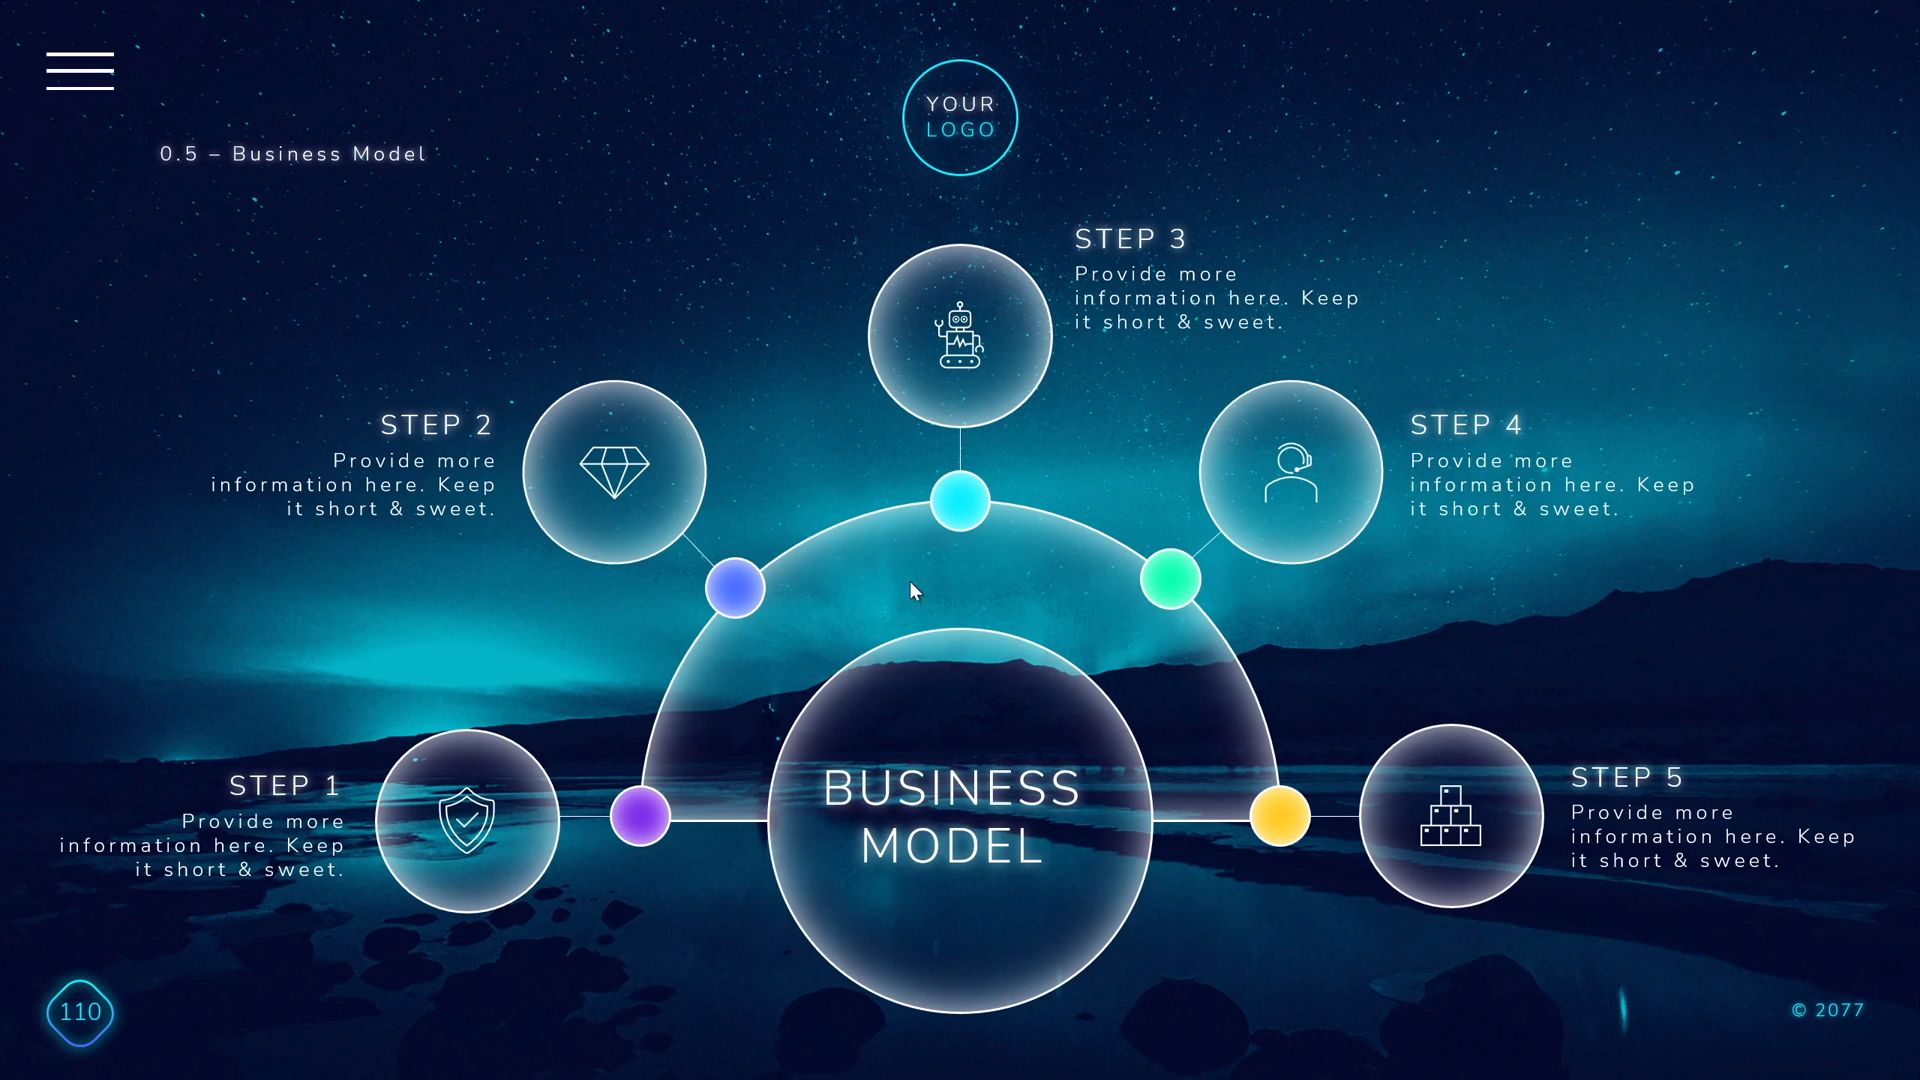 YOUR
LOGO
0.5 – Business Model
STEP 3
Provide more
information here. Keep
it short & sweet.
STEP 2
Provide more
information here. Keep
it short & sweet.
STEP 4
Provide more
information here. Keep
it short & sweet.
STEP 1
Provide more
information here. Keep
it short & sweet.
BUSINESS
MODEL
STEP 5
Provide more
information here. Keep
it short & sweet.
110
© 2077